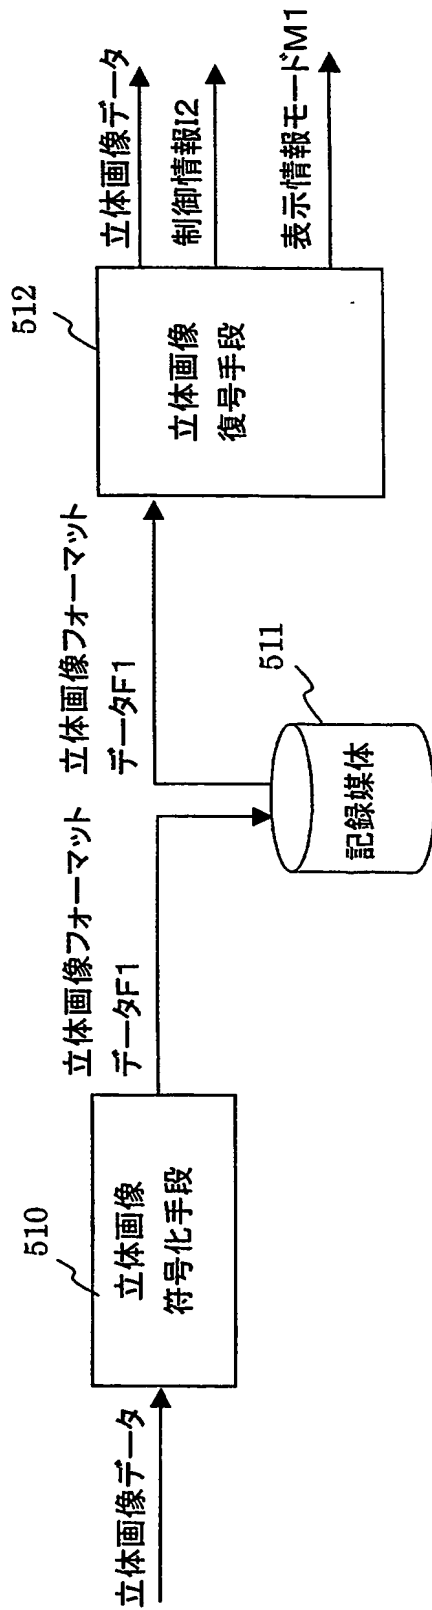 立体画像データ
510
立体画像
符号化手段
立体画像フォーマット
データF1
立体画像フォーマット
データF1
511
記録媒体
512
立体画像
復号手段
立体画像データ
制御情報I2
表示情報モードM1